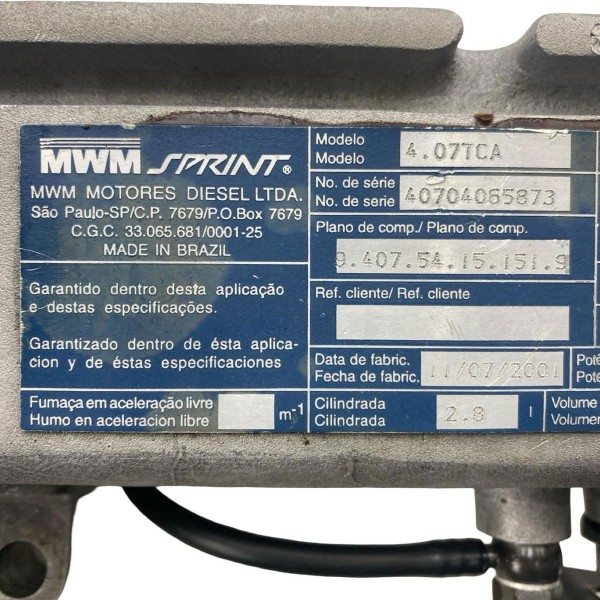 MWM SPRINT®
MWM MOTORES DIESEL LTDA.
São Paulo-SP/C.P. 7679/P.O.Box 7679
C.G.C. 33.065.681/0001-25
MADE IN BRAZIL
Garantido dentro desta aplicação
e destas especificações.
Garantizado dentro de ésta aplica-
cion y de éstas especificaciones
Fumaça em aceleração livre
Humo en aceleracion libre
m-1
Modelo
Modelo
4.07TCA
No. de série
No. de serie
40704065873
Plano de comp./ Plano de comp.
9.407.54.15.151.9
Ref. cliente/ Ref. cliente
Data de fabric.
Fecha de fabric.
11/07/2001
Cilindrada
Cilindrada
2.8 l
Potê
Poté
Volume
Volumen